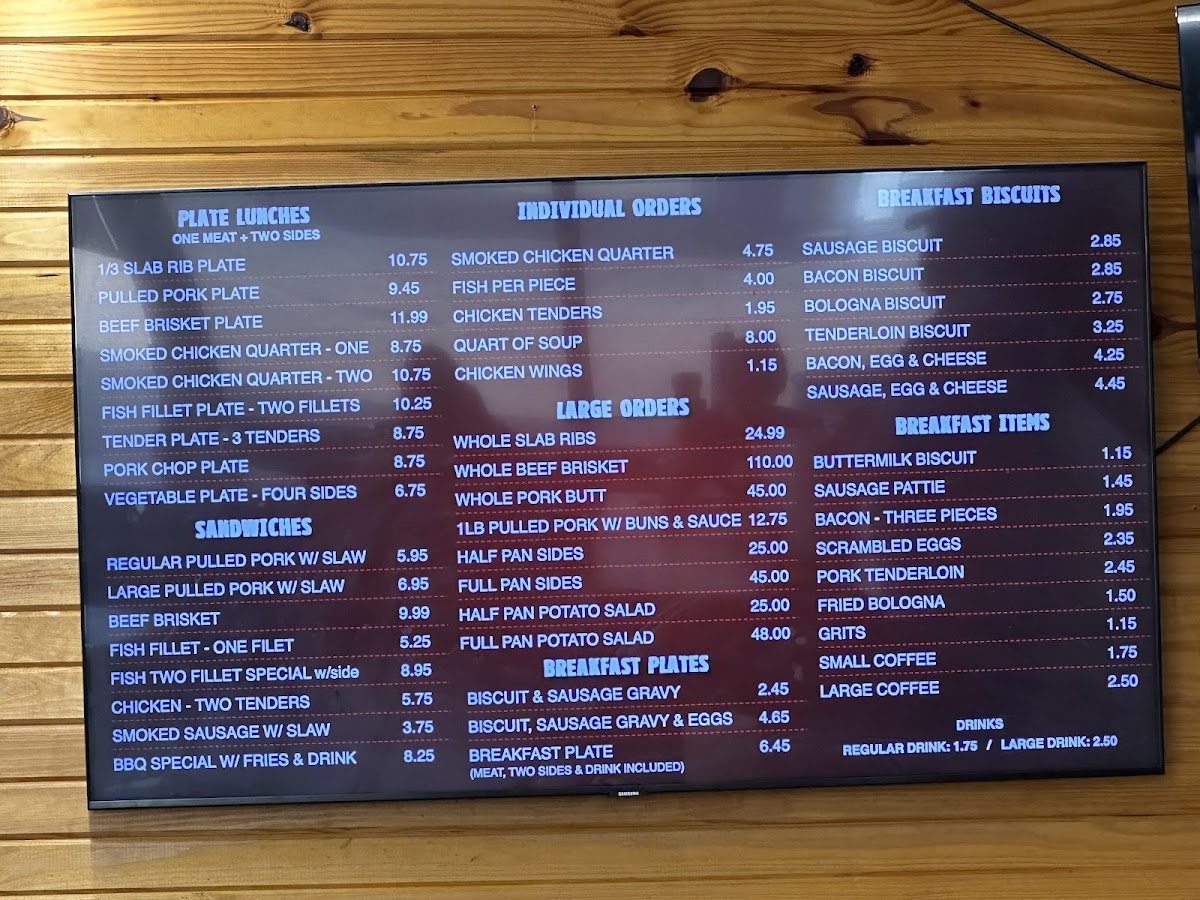 PLATE LUNCHES
ONE MEAT + TWO SIDES
1/3 SLAB RIB PLATE 10.75
PULLED PORK PLATE 9.45
BEEF BRISKET PLATE 11.99
SMOKED CHICKEN QUARTER - ONE 8.75
SMOKED CHICKEN QUARTER - TWO 10.75
FISH FILLET PLATE - TWO FILLETS 10.25
TENDER PLATE - 3 TENDERS 8.75
PORK CHOP PLATE 8.75
VEGETABLE PLATE - FOUR SIDES 6.75
SANDWICHES
REGULAR PULLED PORK W/ SLAW 5.95
LARGE PULLED PORK W/ SLAW 6.95
BEEF BRISKET 9.99
FISH FILLET - ONE FILET 5.25
FISH TWO FILLET SPECIAL w/side 8.95
CHICKEN - TWO TENDERS 5.75
SMOKED SAUSAGE W/ SLAW 3.75
BBQ SPECIAL W/ FRIES & DRINK 8.25
INDIVIDUAL ORDERS
SMOKED CHICKEN QUARTER 4.75
FISH PER PIECE 4.00
CHICKEN TENDERS 1.95
QUART OF SOUP 8.00
CHICKEN WINGS 1.15
LARGE ORDERS
WHOLE SLAB RIBS 24.99
WHOLE BEEF BRISKET 110.00
WHOLE PORK BUTT 45.00
1LB PULLED PORK W/ BUNS & SAUCE 12.75
HALF PAN SIDES 25.00
FULL PAN SIDES 45.00
HALF PAN POTATO SALAD 25.00
FULL PAN POTATO SALAD 48.00
BREAKFAST PLATES
BISCUIT & SAUSAGE GRAVY 2.45
BISCUIT, SAUSAGE GRAVY & EGGS 4.65
BREAKFAST PLATE 6.45
(MEAT, TWO SIDES & DRINK INCLUDED)
BREAKFAST BISCUITS
SAUSAGE BISCUIT 2.85
BACON BISCUIT 2.85
BOLOGNA BISCUIT 2.75
TENDERLOIN BISCUIT 3.25
BACON, EGG & CHEESE 4.25
SAUSAGE, EGG & CHEESE 4.45
BREAKFAST ITEMS
BUTTERMILK BISCUIT 1.15
SAUSAGE PATTIE 1.45
BACON - THREE PIECES 1.95
SCRAMBLED EGGS 2.35
PORK TENDERLOIN 2.45
FRIED BOLOGNA 1.50
GRITS 1.15
SMALL COFFEE 1.75
LARGE COFFEE 2.50
DRINKS
REGULAR DRINK: 1.75 / LARGE DRINK: 2.50
SAMSUNG